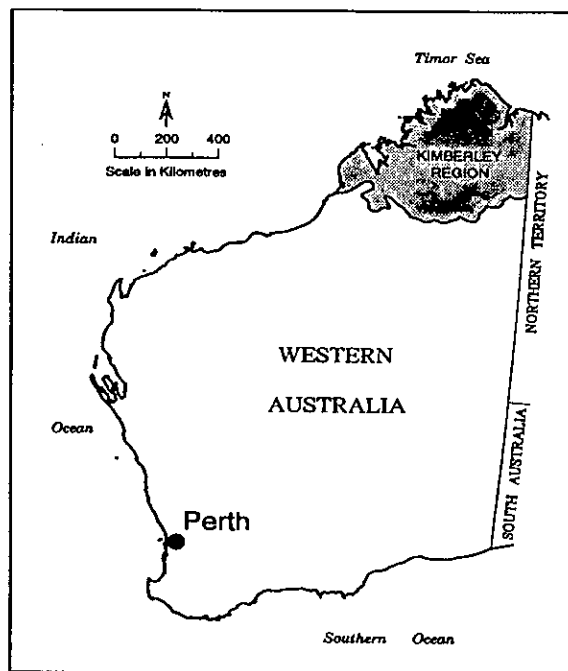 Timor Sea
N
0 200 400
Scale in Kilometres
KIMBERLEY
REGION
Indian
NORTHERN TERRITORY
WESTERN
AUSTRALIA
Ocean
SOUTH AUSTRALIA
Perth
Southern Ocean